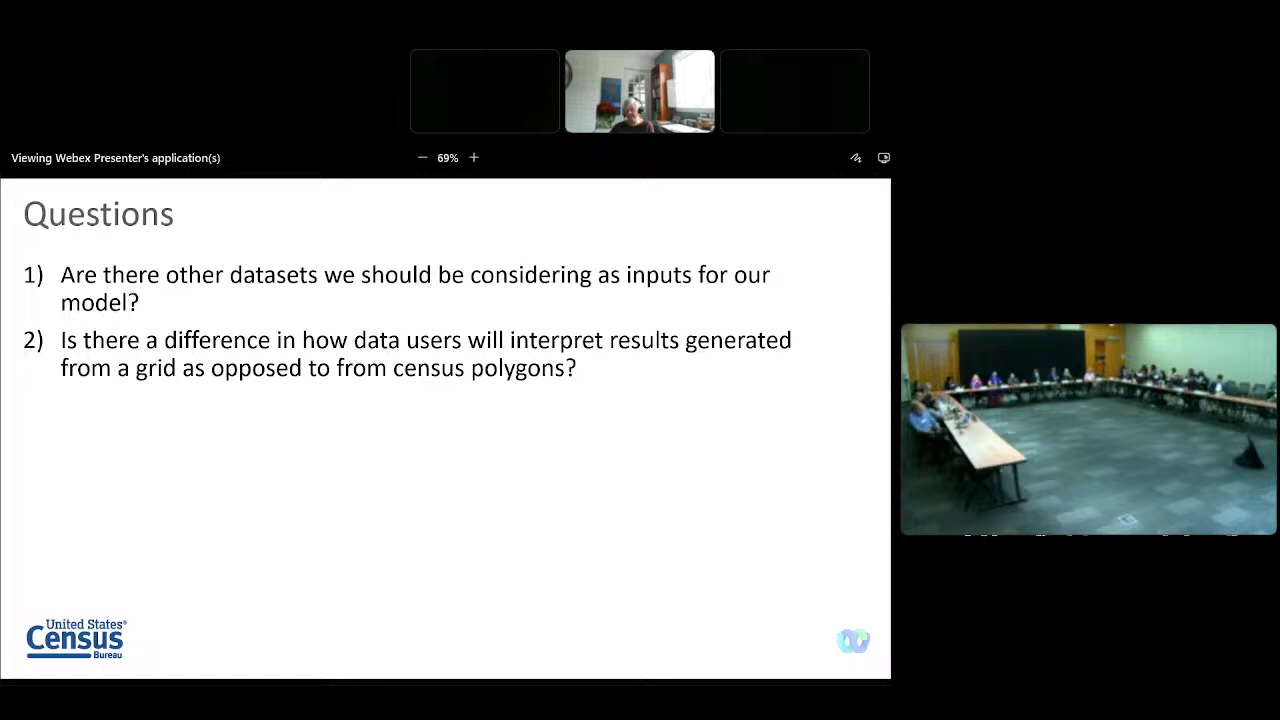 Viewing Webex Presenter's application(s)
69%
Questions
1) Are there other datasets we should be considering as inputs for our
model?
2) Is there a difference in how data users will interpret results generated
from a grid as opposed to from census polygons?
United States®
Census
Bureau